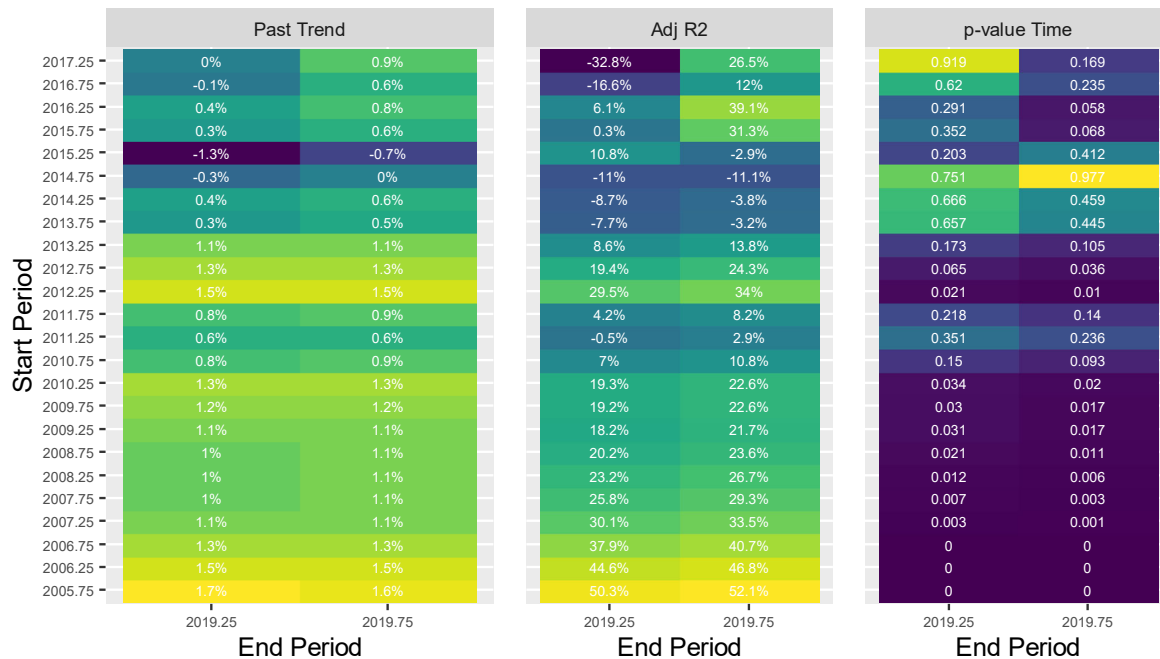 Past Trend Adj R2 p-value Time
2017.25 0% 0.9% -32.8% 26.5% 0.919 0.169
2016.75 -0.1% 0.6% -16.6% 12% 0.62 0.235
2016.25 0.4% 0.8% 6.1% 39.1% 0.291 0.058
2015.75 0.3% 0.6% 0.3% 31.3% 0.352 0.068
2015.25 -1.3% -0.7% 10.8% -2.9% 0.203 0.412
2014.75 -0.3% 0% -11% -11.1% 0.751 0.977
2014.25 0.4% 0.6% -8.7% -3.8% 0.666 0.459
2013.75 0.3% 0.5% -7.7% -3.2% 0.657 0.445
2013.25 1.1% 1.1% 8.6% 13.8% 0.173 0.105
2012.75 1.3% 1.3% 19.4% 24.3% 0.065 0.036
2012.25 1.5% 1.5% 29.5% 34% 0.021 0.01
2011.75 0.8% 0.9% 4.2% 8.2% 0.218 0.14
2011.25 0.6% 0.6% -0.5% 2.9% 0.351 0.236
2010.75 0.8% 0.9% 7% 10.8% 0.15 0.093
2010.25 1.3% 1.3% 19.3% 22.6% 0.034 0.02
2009.75 1.2% 1.2% 19.2% 22.6% 0.03 0.017
2009.25 1.1% 1.1% 18.2% 21.7% 0.031 0.017
2008.75 1% 1.1% 20.2% 23.6% 0.021 0.011
2008.25 1% 1.1% 23.2% 26.7% 0.012 0.006
2007.75 1% 1.1% 25.8% 29.3% 0.007 0.003
2007.25 1.1% 1.1% 30.1% 33.5% 0.003 0.001
2006.75 1.3% 1.3% 37.9% 40.7% 0 0
2006.25 1.5% 1.5% 44.6% 46.8% 0 0
2005.75 1.7% 1.6% 50.3% 52.1% 0 0
2019.25 2019.75 2019.25 2019.75 2019.25 2019.75
End Period End Period End Period
Start Period